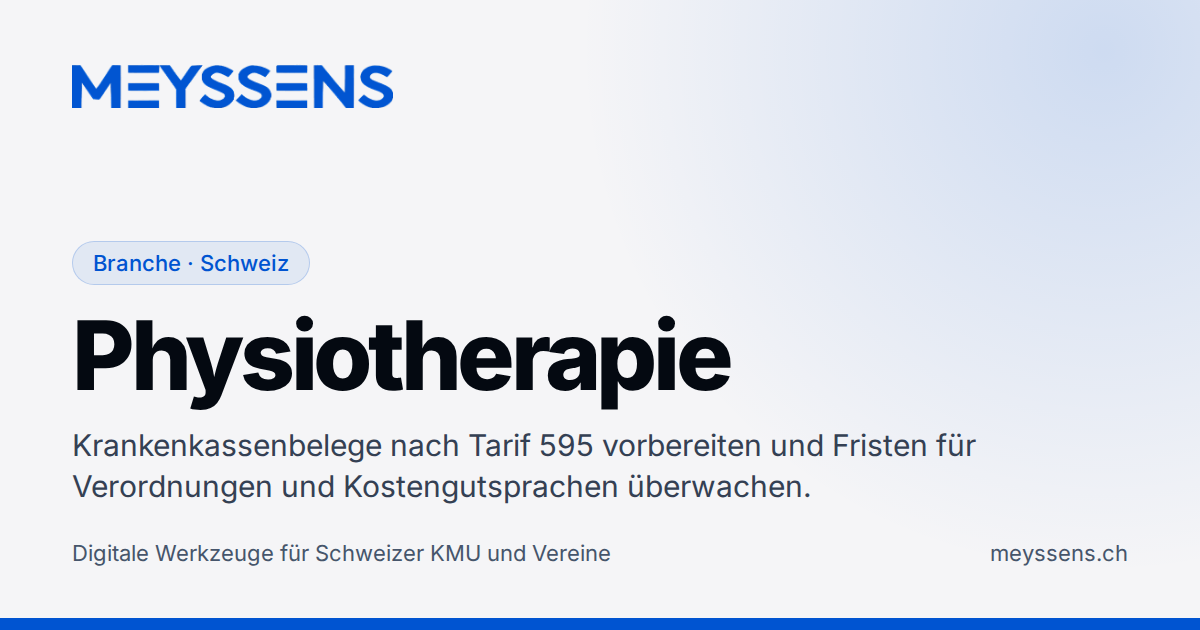 MEYSSENS
Branche · Schweiz
Physiotherapie
Krankenkassenbelege nach Tarif 595 vorbereiten und Fristen für
Verordnungen und Kostengutsprachen überwachen.
Digitale Werkzeuge für Schweizer KMU und Vereine
meyssens.ch